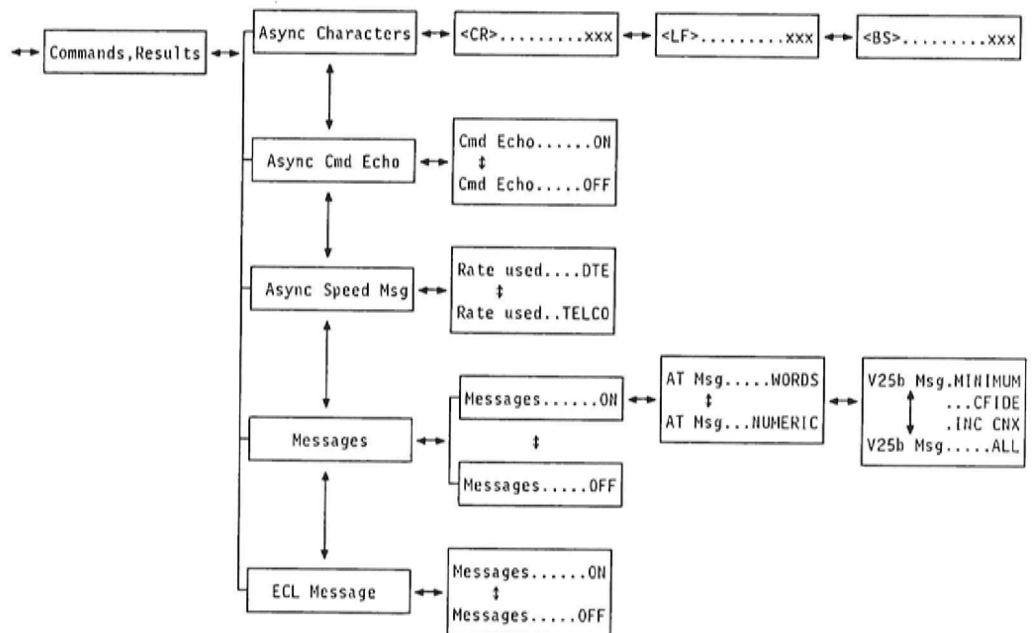 Commands,Results
Async Characters
<CR>.........xxx
<LF>.........xxx
<BS>.........xxx
Async Cmd Echo
Cmd Echo......ON
Cmd Echo.....OFF
Async Speed Msg
Rate used....DTE
Rate used..TELCO
Messages
Messages......ON
Messages.....OFF
AT Msg.....WORDS
AT Msg...NUMERIC
V25b Msg.MINIMUM
...CFIDE
.INC CNX
V25b Msg.....ALL
ECL Message
Messages......ON
Messages.....OFF